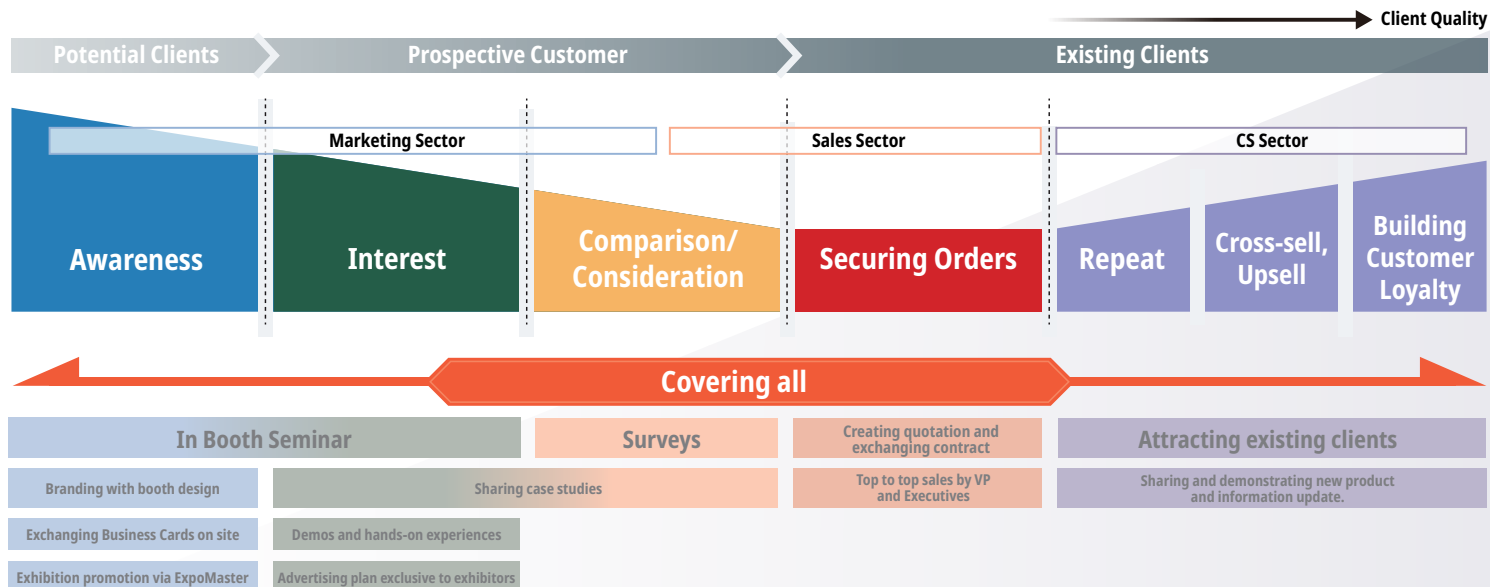 Client Quality
Potential Clients
Prospective Customer
Existing Clients
Marketing Sector
Sales Sector
CS Sector
Awareness
Interest
Comparison/
Consideration
Securing Orders
Repeat
Cross-sell,
Upsell
Building
Customer
Loyalty
Covering all
In Booth Seminar
Surveys
Creating quotation and
exchanging contract
Attracting existing clients
Branding with booth design
Sharing case studies
Top to top sales by VP
and Executives
Sharing and demonstrating new product
and information update.
Exchanging Business Cards on site
Demos and hands-on experiences
Exhibition promotion via ExpoMaster
Advertising plan exclusive to exhibitors